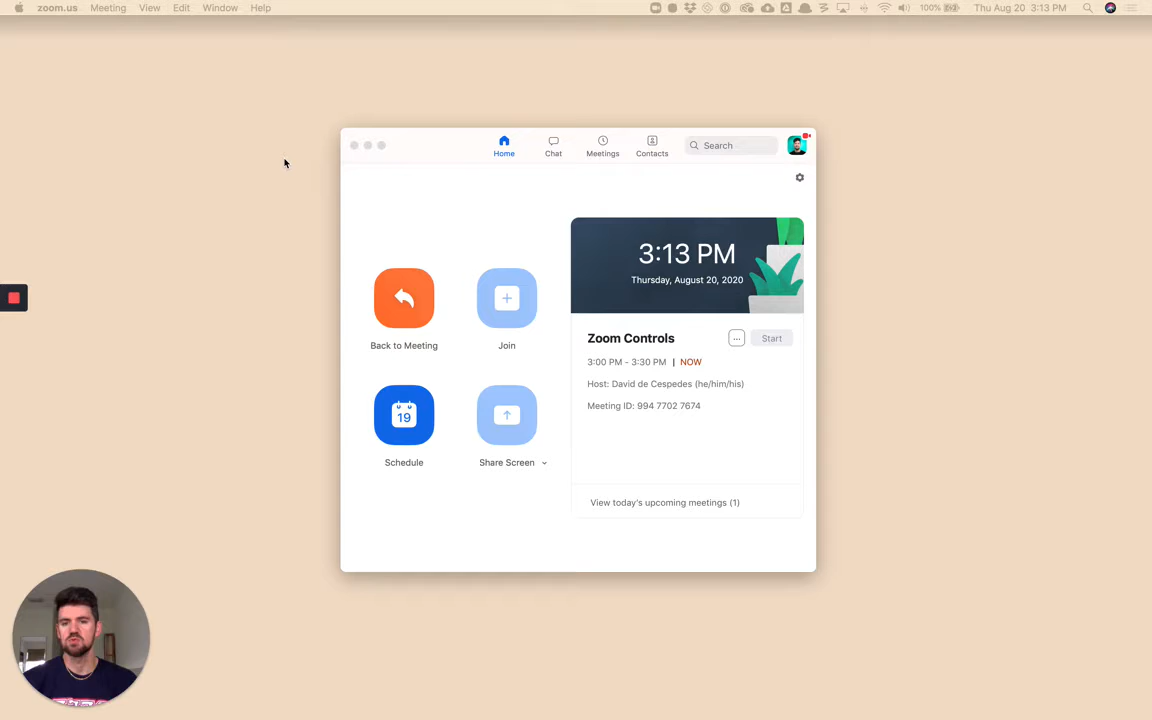 zoom.us Meeting View Edit Window Help
100% Thu Aug 20 3:13 PM
Home Chat Meetings Contacts Search
3:13 PM
Thursday, August 20, 2020
Back to Meeting
Join
Zoom Controls ... Start
3:00 PM - 3:30 PM | NOW
Host: David de Cespedes (he/him/his)
Meeting ID: 994 7702 7674
19
Schedule
Share Screen
View today's upcoming meetings (1)